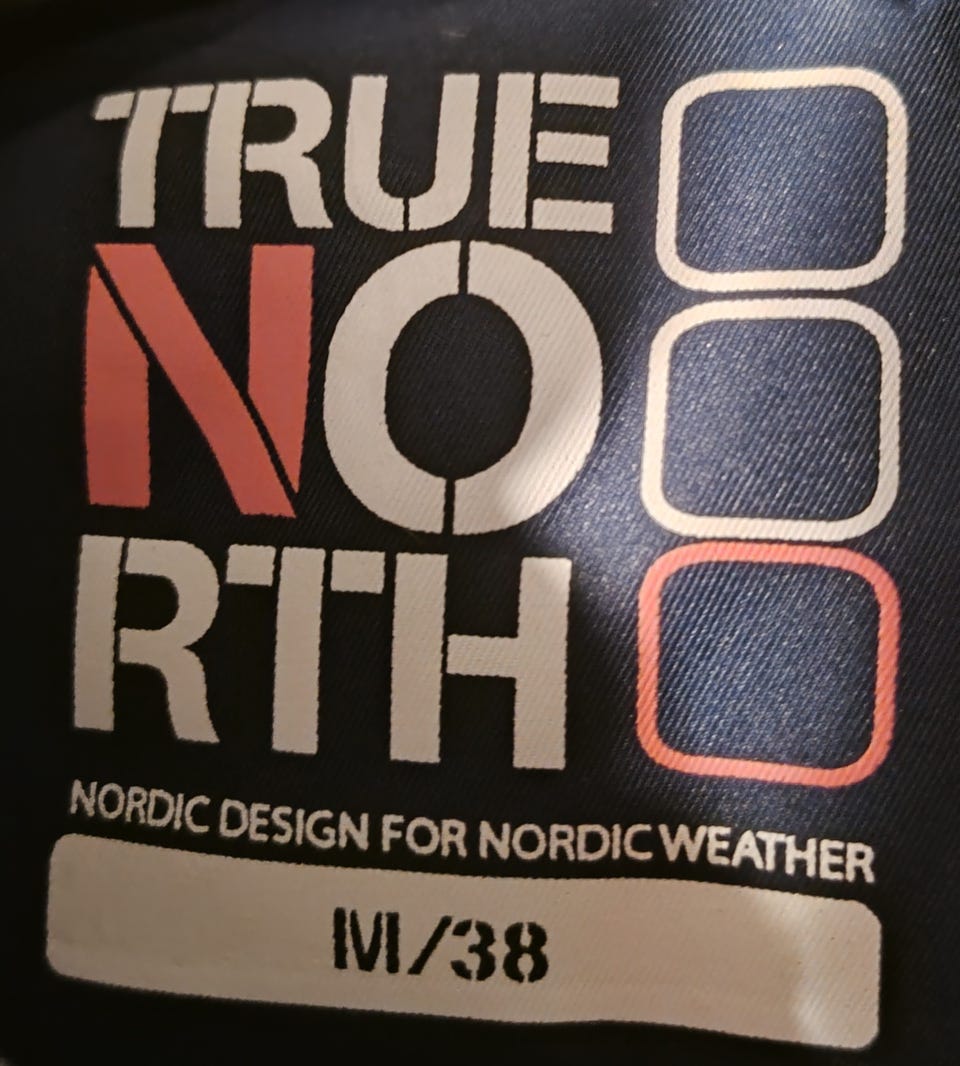 TRUE
NO
RTH
NORDIC DESIGN FOR NORDIC WEATHER
M/38